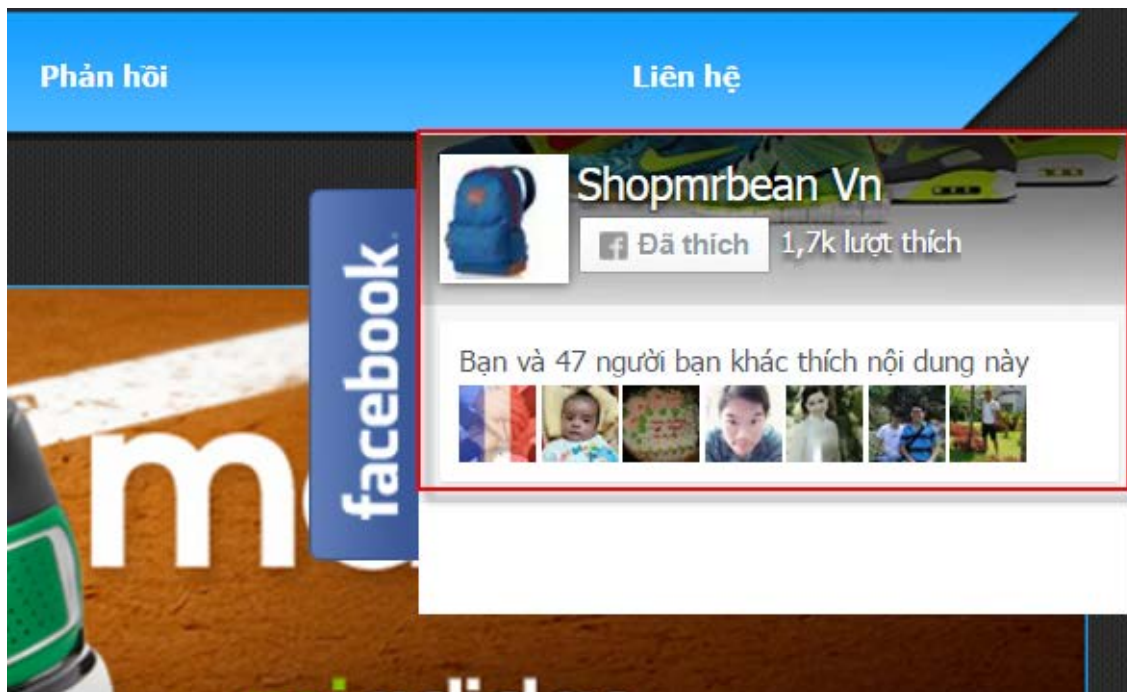 Phản hồi
Liên hệ
Shopmrbean Vn
Đã thích
1,7k lượt thích
facebook
Bạn và 47 người bạn khác thích nội dung này